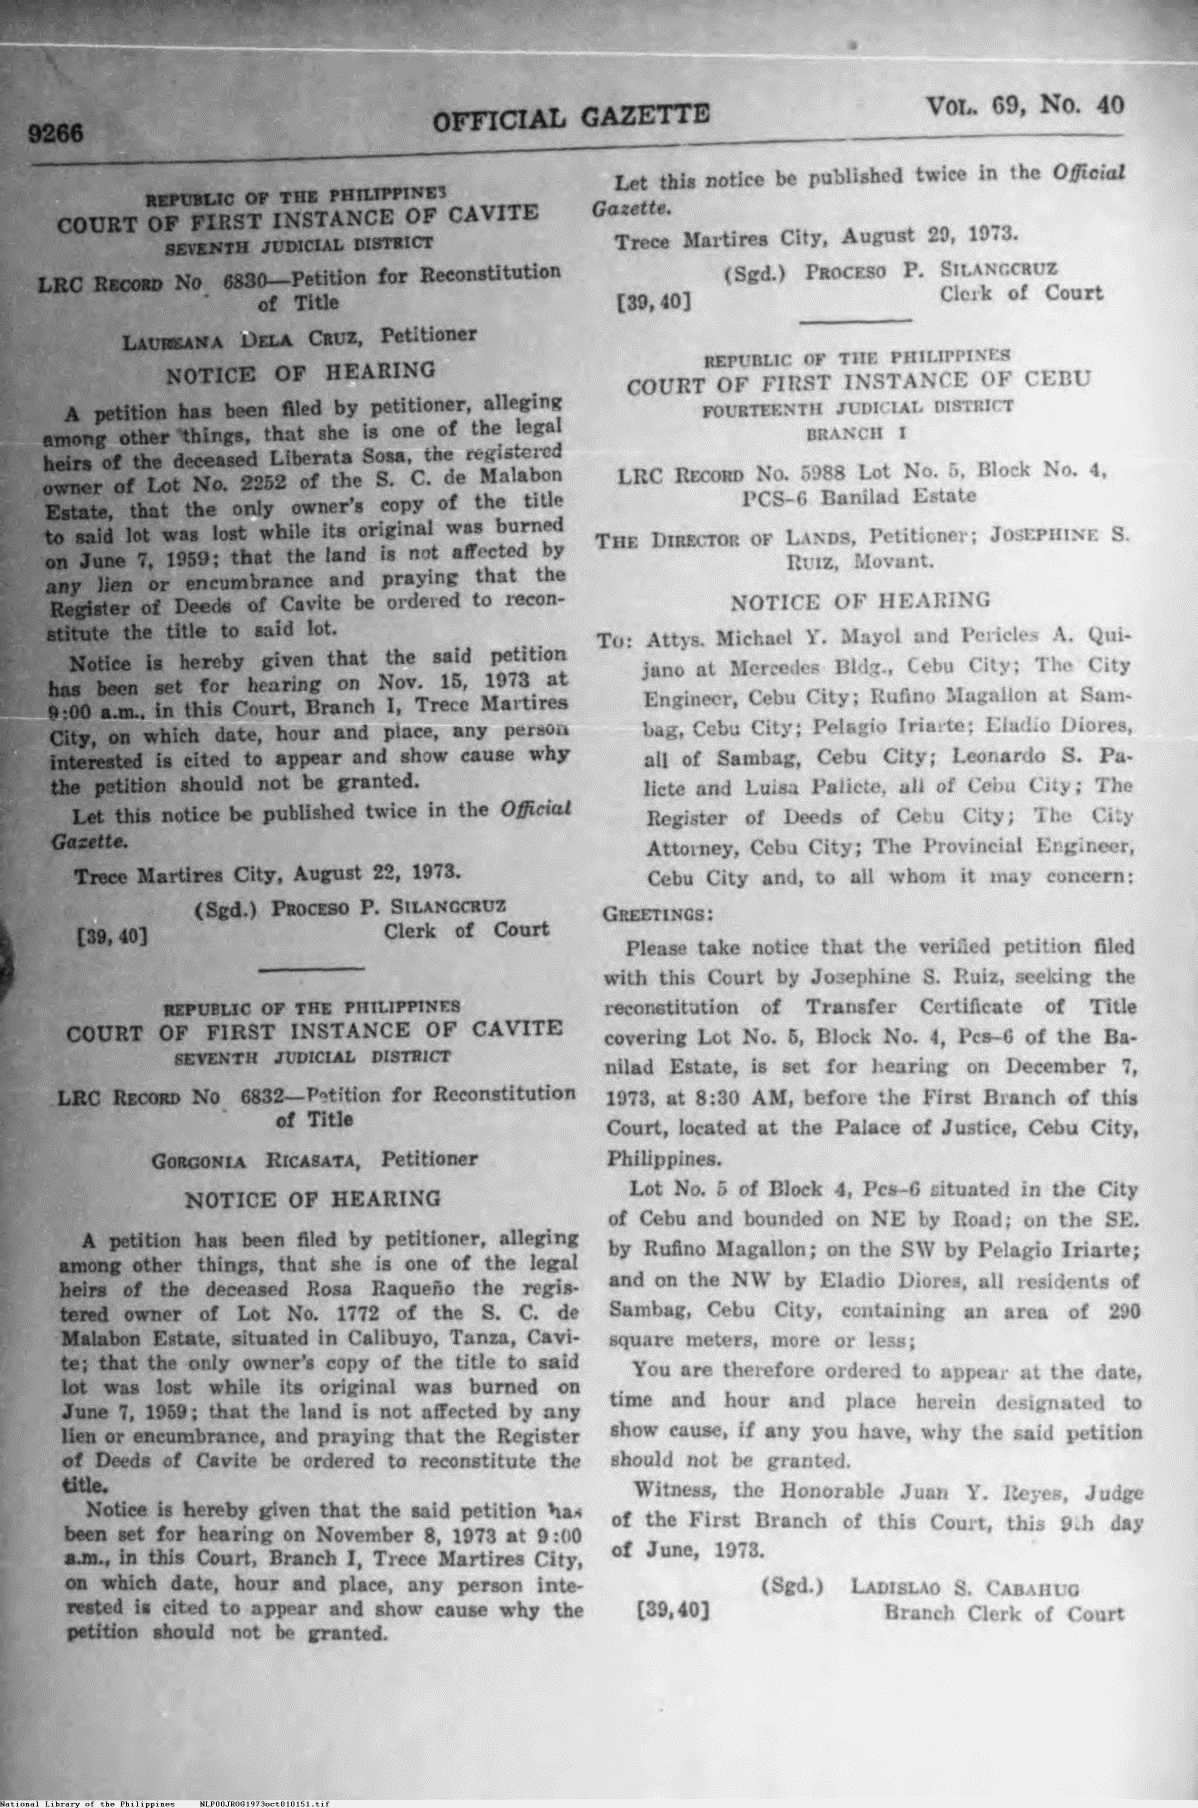 9266
OFFICIAL GAZETTE
VOL. 69, No. 40
REPUBLIC OF THE PHILIPPINES
COURT OF FIRST INSTANCE OF CAVITE
SEVENTH JUDICIAL DISTRICT
LRC RECORD No. 6830—Petition for Reconstitution
of Title
LAUREANA DELA CRUZ, Petitioner
NOTICE OF HEARING
A petition has been filed by petitioner, alleging
among other things, that she is one of the legal
heirs of the deceased Liberata Sosa, the registered
owner of Lot No. 2252 of the S. C. de Malabon
Estate, that the only owner's copy of the title
to said lot was lost while its original was burned
on June 7, 1959; that the land is not affected by
any lien or encumbrance and praying that the
Register of Deeds of Cavite be ordered to recon-
stitute the title to said lot.
Notice is hereby given that the said petition
has been set for hearing on Nov. 15, 1973 at
9:00 a.m., in this Court, Branch I, Trece Martires
City, on which date, hour and place, any person
interested is cited to appear and show cause why
the petition should not be granted.
Let this notice be published twice in the Official
Gazette.
Trece Martires City, August 22, 1973.
(Sgd.) PROCESO P. SILANGCRUZ
[39, 40] Clerk of Court
REPUBLIC OF THE PHILIPPINES
COURT OF FIRST INSTANCE OF CAVITE
SEVENTH JUDICIAL DISTRICT
LRC RECORD No. 6832—Petition for Reconstitution
of Title
GORGONIA RICASATA, Petitioner
NOTICE OF HEARING
A petition has been filed by petitioner, alleging
among other things, that she is one of the legal
heirs of the deceased Rosa Raqueño the regis-
tered owner of Lot No. 1772 of the S. C. de
Malabon Estate, situated in Calibuyo, Tanza, Cavi-
te; that the only owner's copy of the title to said
lot was lost while its original was burned on
June 7, 1959; that the land is not affected by any
lien or encumbrance, and praying that the Register
of Deeds of Cavite be ordered to reconstitute the
title.
Notice is hereby given that the said petition has
been set for hearing on November 8, 1973 at 9:00
a.m., in this Court, Branch I, Trece Martires City,
on which date, hour and place, any person inte-
rested is cited to appear and show cause why the
petition should not be granted.
Let this notice be published twice in the Official
Gazette.
Trece Martires City, August 29, 1973.
(Sgd.) PROCESO P. SILANGCRUZ
[39, 40] Clerk of Court
REPUBLIC OF THE PHILIPPINES
COURT OF FIRST INSTANCE OF CEBU
FOURTEENTH JUDICIAL DISTRICT
BRANCH I
LRC RECORD No. 5988 Lot No. 5, Block No. 4,
PCS-6 Banilad Estate
THE DIRECTOR OF LANDS, Petitioner; JOSEPHINE S.
RUIZ, Movant.
NOTICE OF HEARING
To: Attys. Michael Y. Mayol and Pericles A. Qui-
jano at Mercedes Bldg., Cebu City; The City
Engineer, Cebu City; Rufino Magallon at Sam-
bag, Cebu City; Pelagio Iriarte; Eladio Diores,
all of Sambag, Cebu City; Leonardo S. Pa-
licte and Luisa Palicte, all of Cebu City; The
Register of Deeds of Cebu City; The City
Attorney, Cebu City; The Provincial Engineer,
Cebu City and, to all whom it may concern:
GREETINGS:
Please take notice that the verified petition filed
with this Court by Josephine S. Ruiz, seeking the
reconstitution of Transfer Certificate of Title
covering Lot No. 5, Block No. 4, Pcs-6 of the Ba-
nilad Estate, is set for hearing on December 7,
1973, at 8:30 AM, before the First Branch of this
Court, located at the Palace of Justice, Cebu City,
Philippines.
Lot No. 5 of Block 4, Pcs-6 situated in the City
of Cebu and bounded on NE by Road; on the SE.
by Rufino Magallon; on the SW by Pelagio Iriarte;
and on the NW by Eladio Diores, all residents of
Sambag, Cebu City, containing an area of 290
square meters, more or less;
You are therefore ordered to appear at the date,
time and hour and place herein designated to
show cause, if any you have, why the said petition
should not be granted.
Witness, the Honorable Juan Y. Reyes, Judge
of the First Branch of this Court, this 9th day
of June, 1973.
(Sgd.) LADISLAO S. CABAHUG
[39,40] Branch Clerk of Court
National Library of the Philippines NLP00JROG1973oct010151.tif